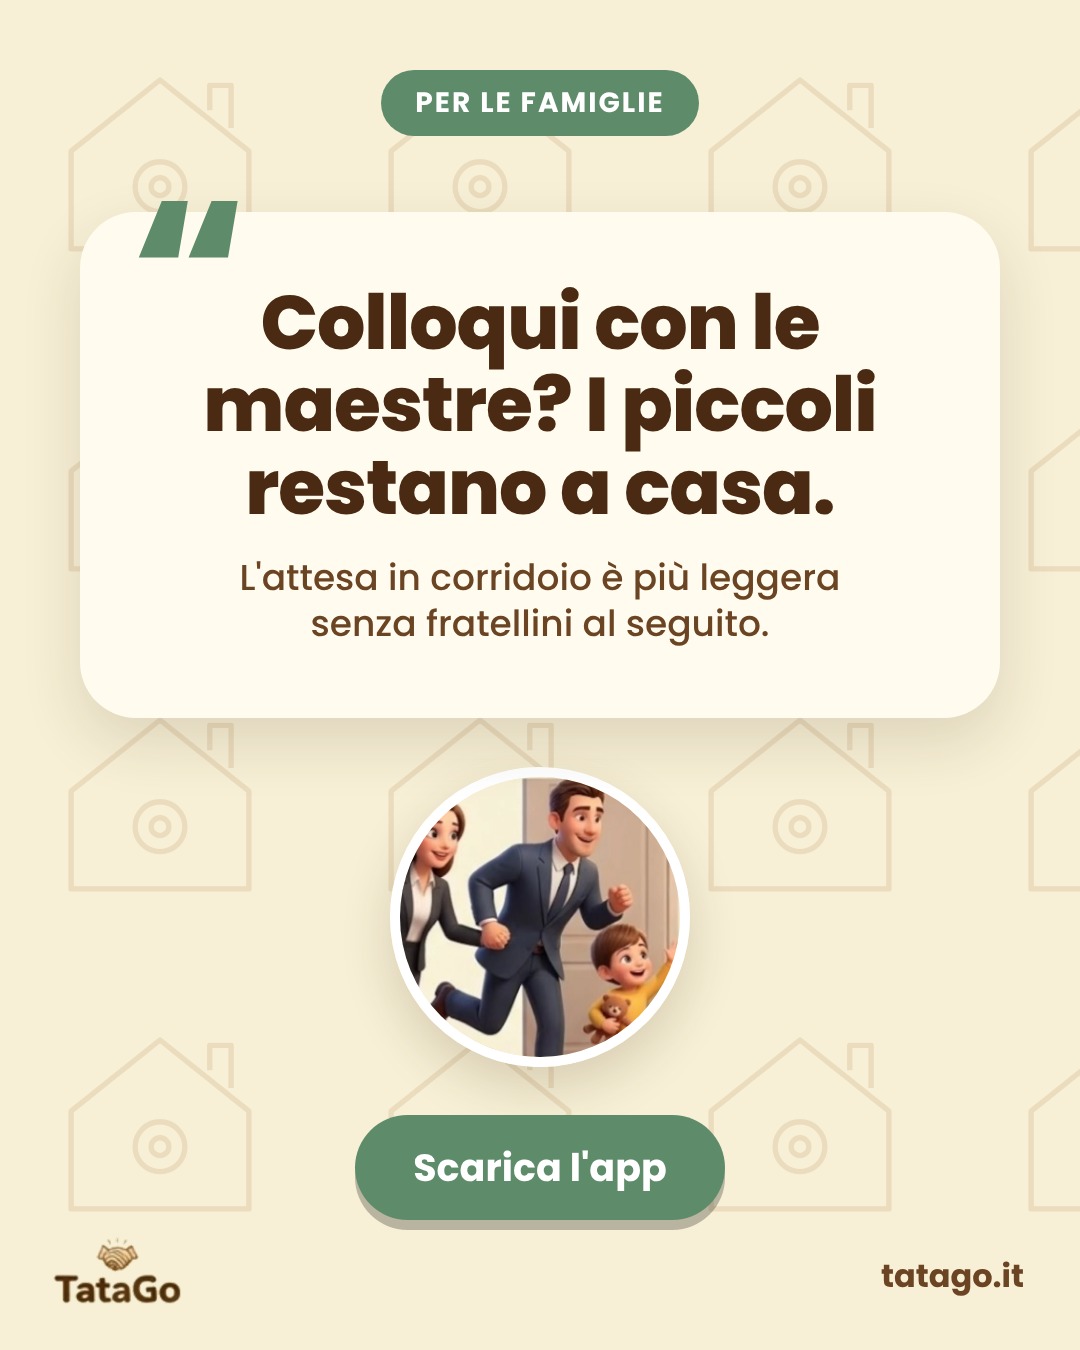 PER LE FAMIGLIE
“
Colloqui con le
maestre? I piccoli
restano a casa.
L'attesa in corridoio è più leggera
senza fratellini al seguito.
Scarica l'app
TataGo
tatago.it